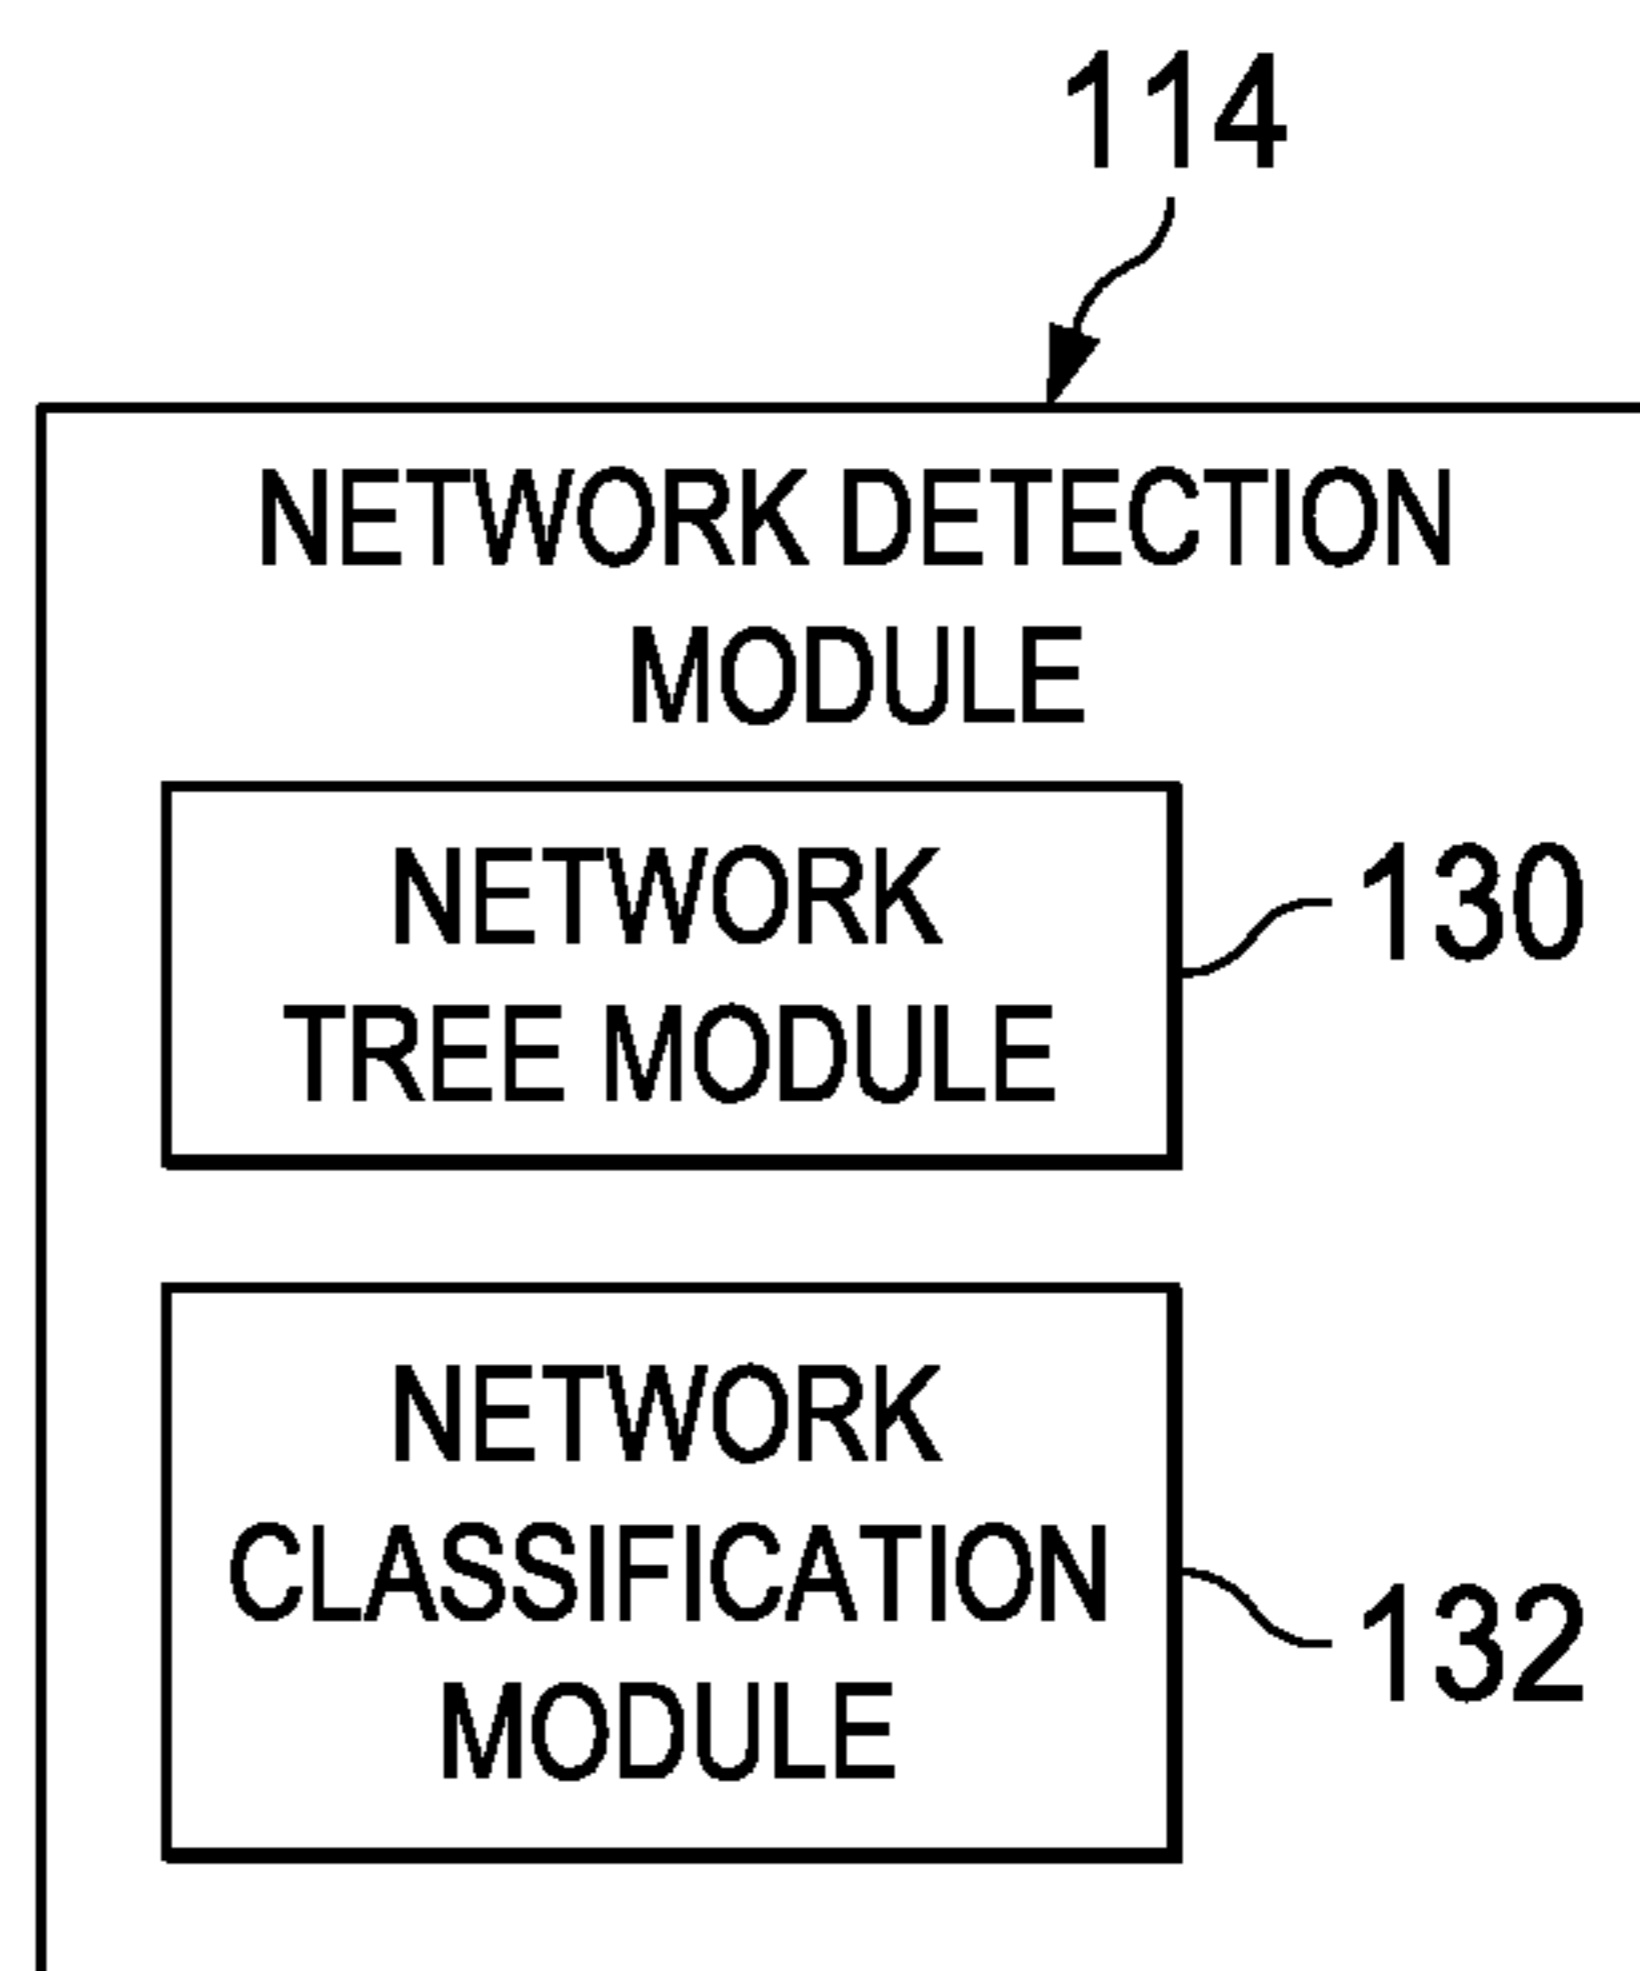 114
NETWORK DETECTION
MODULE
NETWORK
TREE MODULE
130
NETWORK
CLASSIFICATION
MODULE
132